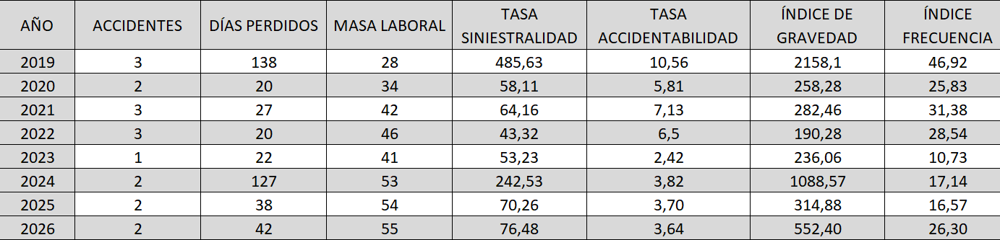 AÑO ACCIDENTES DÍAS PERDIDOS MASA LABORAL TASA SINIESTRALIDAD TASA ACCIDENTABILIDAD ÍNDICE DE GRAVEDAD ÍNDICE FRECUENCIA
2019 3 138 28 485,63 10,56 2158,1 46,92
2020 2 20 34 58,11 5,81 258,28 25,83
2021 3 27 42 64,16 7,13 282,46 31,38
2022 3 20 46 43,32 6,5 190,28 28,54
2023 1 22 41 53,23 2,42 236,06 10,73
2024 2 127 53 242,53 3,82 1088,57 17,14
2025 2 38 54 70,26 3,70 314,88 16,57
2026 2 42 55 76,48 3,64 552,40 26,30